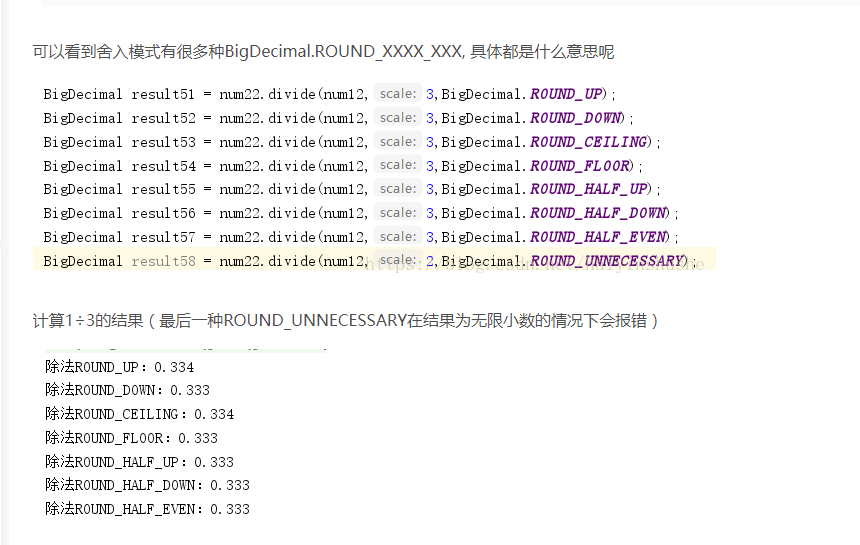 可以看到舍入模式有很多种BigDecimal.ROUND_XXXX_XXX, 具体都是什么意思呢
BigDecimal result51 = num22.divide(num12, scale: 3,BigDecimal.ROUND_UP);
BigDecimal result52 = num22.divide(num12, scale: 3,BigDecimal.ROUND_DOWN);
BigDecimal result53 = num22.divide(num12, scale: 3,BigDecimal.ROUND_CEILING);
BigDecimal result54 = num22.divide(num12, scale: 3,BigDecimal.ROUND_FLOOR);
BigDecimal result55 = num22.divide(num12, scale: 3,BigDecimal.ROUND_HALF_UP);
BigDecimal result56 = num22.divide(num12, scale: 3,BigDecimal.ROUND_HALF_DOWN);
BigDecimal result57 = num22.divide(num12, scale: 3,BigDecimal.ROUND_HALF_EVEN);
BigDecimal result58 = num22.divide(num12, scale: 2,BigDecimal.ROUND_UNNECESSARY);
计算1÷3的结果（最后一种ROUND_UNNECESSARY在结果为无限小数的情况下会报错）
除法ROUND_UP：0.334
除法ROUND_DOWN：0.333
除法ROUND_CEILING：0.334
除法ROUND_FLOOR：0.333
除法ROUND_HALF_UP：0.333
除法ROUND_HALF_DOWN：0.333
除法ROUND_HALF_EVEN：0.333